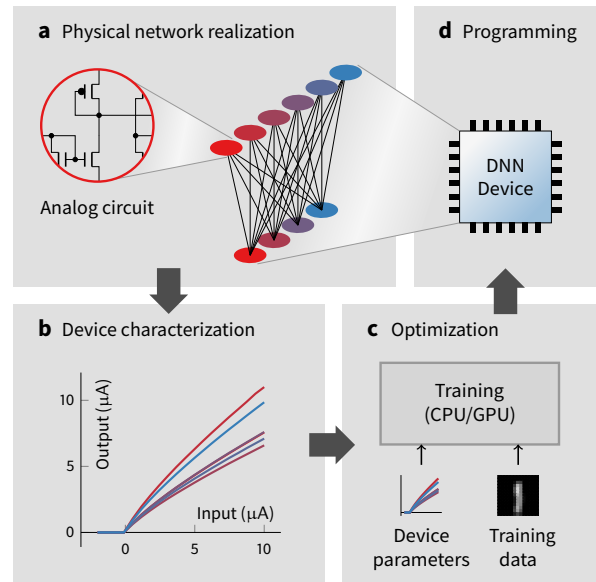 a Physical network realization
Analog circuit
d Programming
DNN
Device
b Device characterization
Output (µA)
10
5
0
0
5
10
Input (µA)
c Optimization
Training
(CPU/GPU)
Device
parameters
Training
data